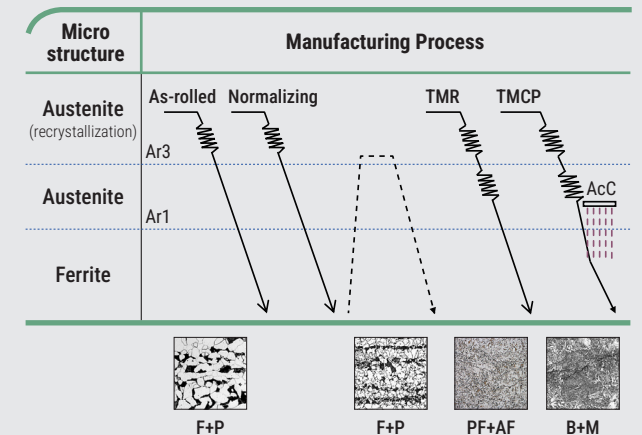 Micro
structure
Manufacturing Process
Austenite
(recrystallization)
As-rolled
Normalizing
TMR
TMCP
Ar3
Austenite
AcC
Ar1
Ferrite
F+P
F+P
PF+AF
B+M